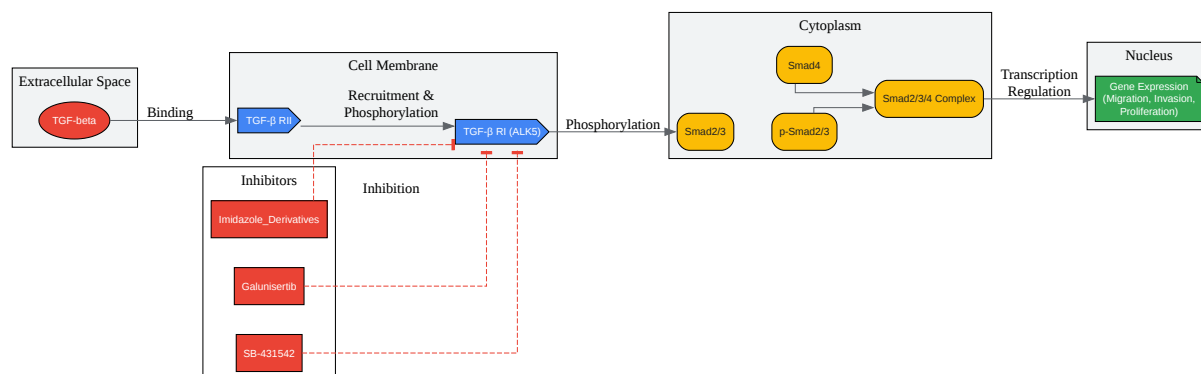 Extracellular Space
TGF-beta
Binding
Cell Membrane
TGF-β RII
Recruitment &
Phosphorylation
TGF-β RI (ALK5)
Phosphorylation
Cytoplasm
Smad2/3
Smad4
p-Smad2/3
Smad2/3/4 Complex
Transcription
Regulation
Nucleus
Gene Expression
(Migration, Invasion,
Proliferation)
Inhibitors
Inhibition
Imidazole_Derivatives
Galunisertib
SB-431542